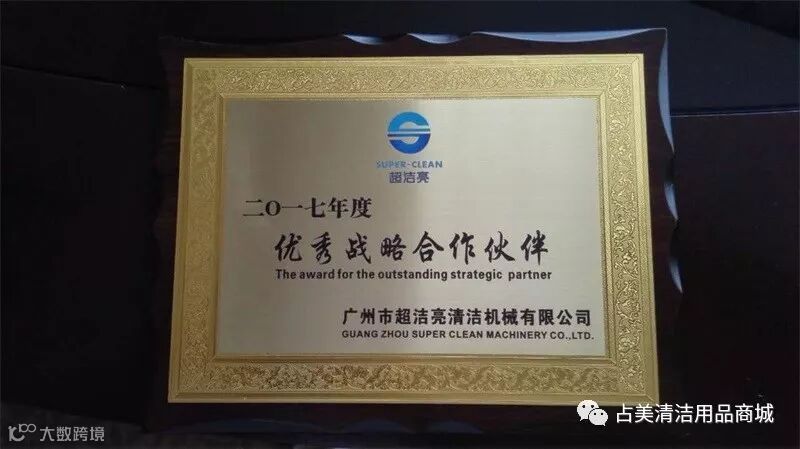 SUPER-CLEAN
超洁亮
二〇一七年度
优秀战略合作伙伴
The award for the outstanding strategic partner
广州市超洁亮清洁机械有限公司
GUANG ZHOU SUPER CLEAN MACHINERY CO.,LTD.
占美清洁用品商城
大数跨境